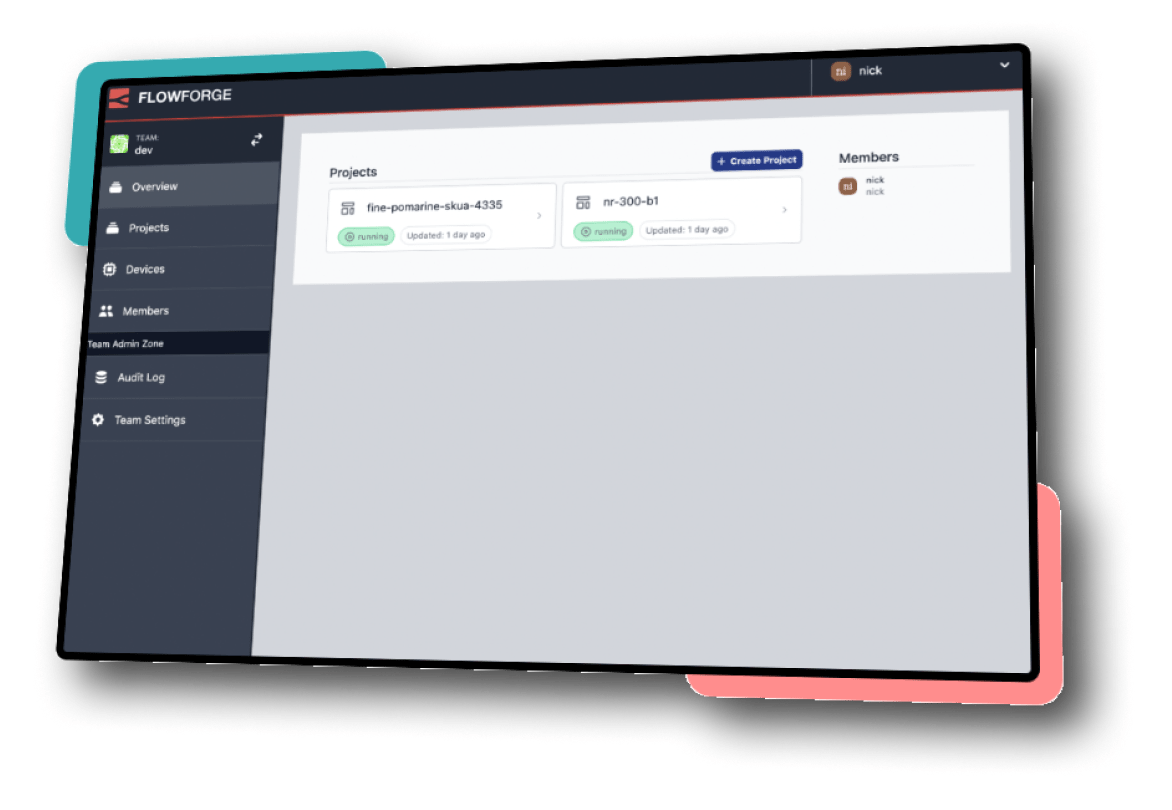 FLOWFORGE
ni nick
TEAM:
dev
Overview
Projects
Devices
Members
Team Admin Zone
Audit Log
Team Settings
Projects
+ Create Project
fine-pomarine-skua-4335
running Updated: 1 day ago
nr-300-b1
running Updated: 1 day ago
Members
ni nick
nick